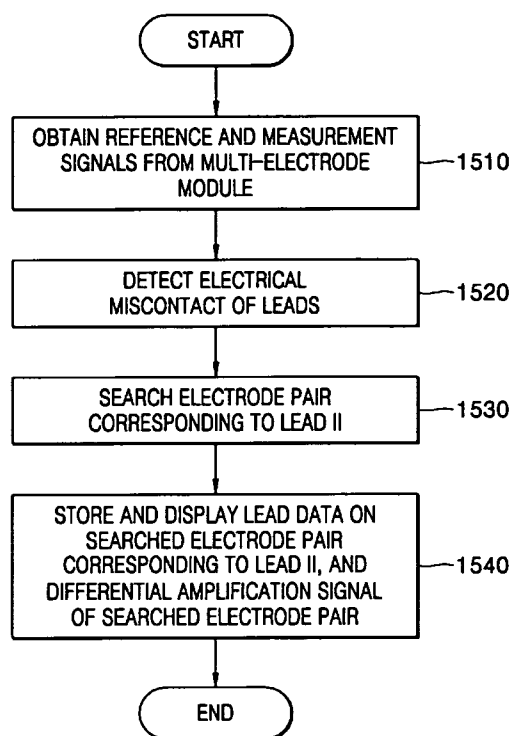 START
OBTAIN REFERENCE AND MEASUREMENT
SIGNALS FROM MULTI-ELECTRODE
MODULE
1510
DETECT ELECTRICAL
MISCONTACT OF LEADS
1520
SEARCH ELECTRODE PAIR
CORRESPONDING TO LEAD II
1530
STORE AND DISPLAY LEAD DATA ON
SEARCHED ELECTRODE PAIR
CORRESPONDING TO LEAD II, AND
DIFFERENTIAL AMPLIFICATION SIGNAL
OF SEARCHED ELECTRODE PAIR
1540
END